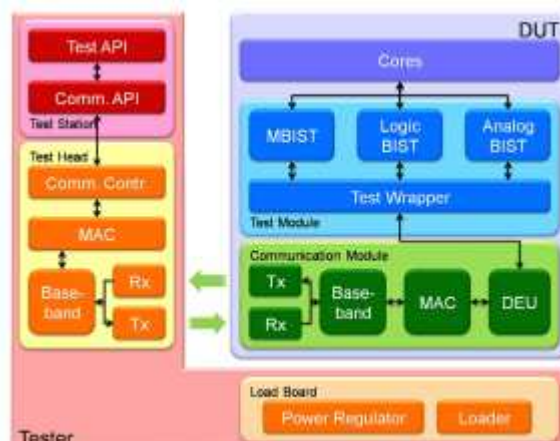 DUT
Test API
Comm. API
Test Station
Test Head
Comm. Contr.
MAC
Base-
band
Rx
Tx
Cores
MBIST
Logic
BIST
Analog
BIST
Test Wrapper
Test Module
Communication Module
Tx
Rx
Base-
band
MAC
DEU
Load Board
Power Regulator
Loader
Tester